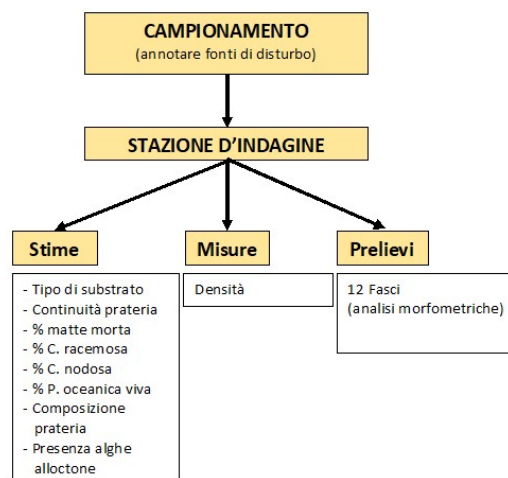 CAMPIONAMENTO
(annotare fonti di disturbo)
STAZIONE D'INDAGINE
Stime
- Tipo di substrato
- Continuità prateria
- % matte morta
- % C. racemosa
- % C. nodosa
- % P. oceanica viva
- Composizione
prateria
- Presenza alghe
alloctone
Misure
Densità
Prelievi
12 Fasci
(analisi morfometriche)